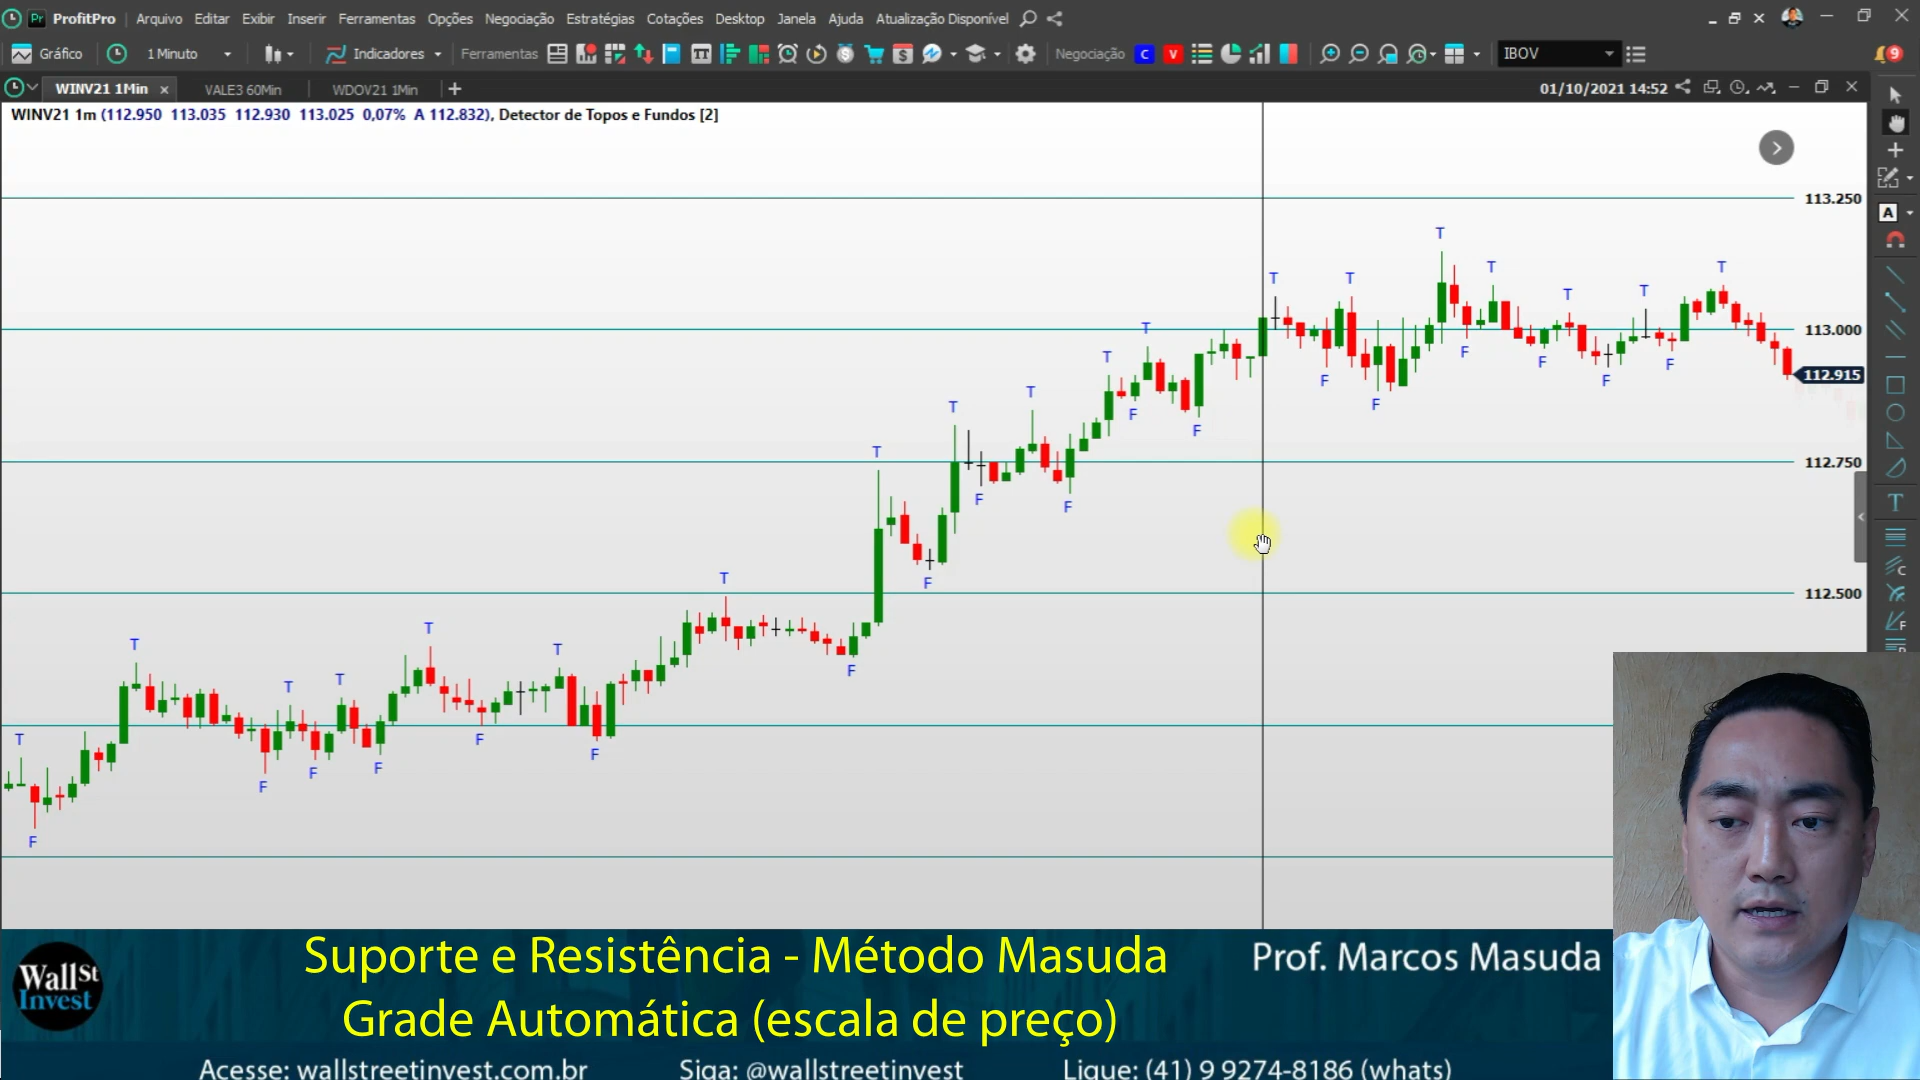 ProfitPro Arquivo Editar Exibir Inserir Ferramentas Opções Negociação Estratégias Cotações Desktop Janela Ajuda Atualização Disponível
Gráfico 1 Minuto Indicadores Ferramentas Negociação C V IBOV 9
WINV21 1Min VALE3 60Min WDOV21 1Min 01/10/2021 14:52
WINV21 1m (112.950 113.035 112.930 113.025 0,07% A 112.832), Detector de Topos e Fundos [2]
113.250
113.000
112.915
112.750
112.500
Suporte e Resistência - Método Masuda
Prof. Marcos Masuda
Grade Automática (escala de preço)
WallSt
Invest
Acesse: wallstreetinvest.com.br Siga: @wallstreetinvest Ligue: (41) 9 9274-8186 (whats)